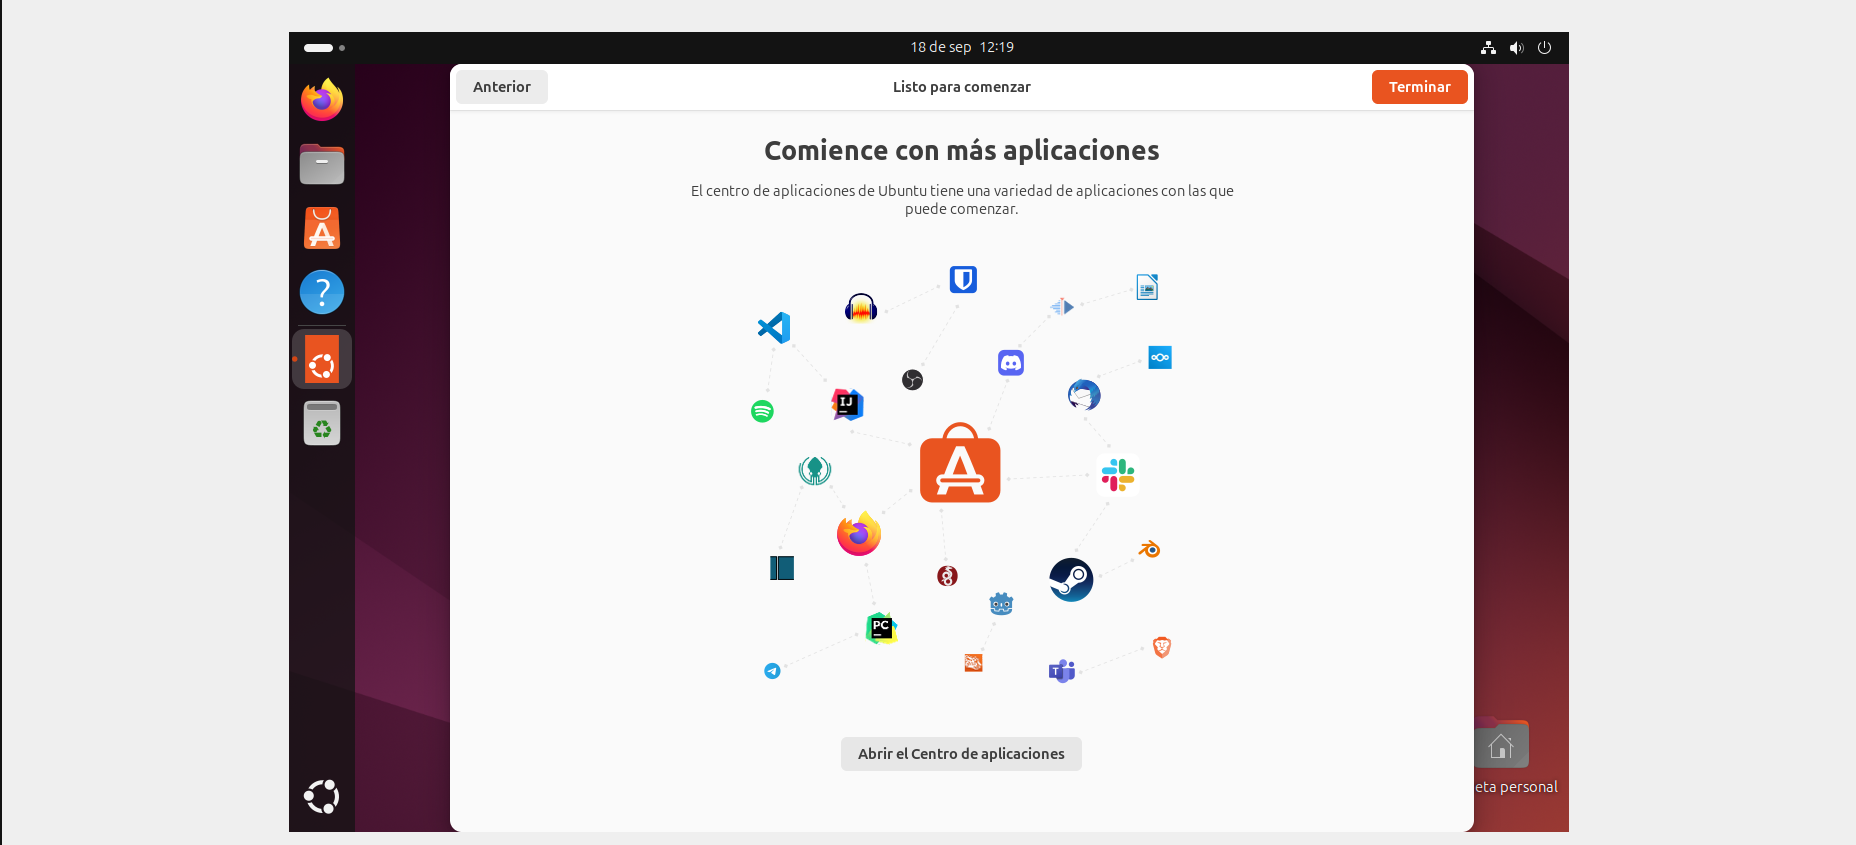 18 de sep 12:19
Anterior
Listo para comenzar
Terminar
Comience con más aplicaciones
El centro de aplicaciones de Ubuntu tiene una variedad de aplicaciones con las que
puede comenzar.
IJ
PC
T
Abrir el Centro de aplicaciones
eta personal